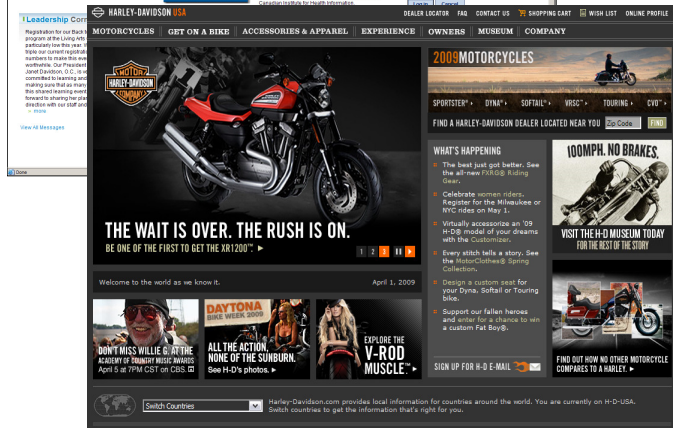 Canadian Institute for Health Information
Log in Cancel
Leadership Corn
Registration for our Back t
program at the Living Arts
particularly low this year. W
triple our current registratio
numbers to make this eve
worthwhile. Our President
Janet Davidson, O.C., is ve
committed to learning and
making sure that as many
this shared learning event
forward to sharing her plan
direction with our staff and
more
View All Messages
Done
HARLEY-DAVIDSON USA
DEALER LOCATOR FAQ CONTACT US SHOPPING CART WISH LIST ONLINE PROFILE
MOTORCYCLES GET ON A BIKE ACCESSORIES & APPAREL EXPERIENCE OWNERS MUSEUM COMPANY
MOTOR
HARLEY-DAVIDSON
COMPANY
THE WAIT IS OVER. THE RUSH IS ON.
BE ONE OF THE FIRST TO GET THE XR1200™.
1 2 3
2009MOTORCYCLES
SPORTSTER® DYNA® SOFTAIL® VRSC™ TOURING CVO™
FIND A HARLEY-DAVIDSON DEALER LOCATED NEAR YOU Zip Code FIND
WHAT'S HAPPENING
The best just got better. See
the all-new FXRG® Riding
Gear.
Celebrate women riders.
Register for the Milwaukee or
NYC rides on May 1.
Virtually accessorize an '09
H-D® model of your dreams
with the Customizer.
Every stitch tells a story. See
the MotorClothes® Spring
Collection.
Design a custom seat for
your Dyna, Softail or Touring
bike.
Support our fallen heroes
and enter for a chance to win
a custom Fat Boy®.
SIGN UP FOR H-D E-MAIL
100MPH. NO BRAKES.
VISIT THE H-D MUSEUM TODAY
FOR THE REST OF THE STORY
FIND OUT HOW NO OTHER MOTORCYCLE
COMPARES TO A HARLEY.
Welcome to the world as we know it. April 1, 2009
DON'T MISS WILLIE G. AT THE
ACADEMY OF COUNTRY MUSIC AWARDS
April 5 at 7PM CST on CBS.
DAYTONA
BIKE WEEK 2009
ALL THE ACTION,
NONE OF THE SUNBURN.
See H-D's photos.
EXPLORE THE
V-ROD
MUSCLE™
Switch Countries
Harley-Davidson.com provides local information for countries around the world. You are currently on H-D-USA.
Switch countries to get the information that's right for you.